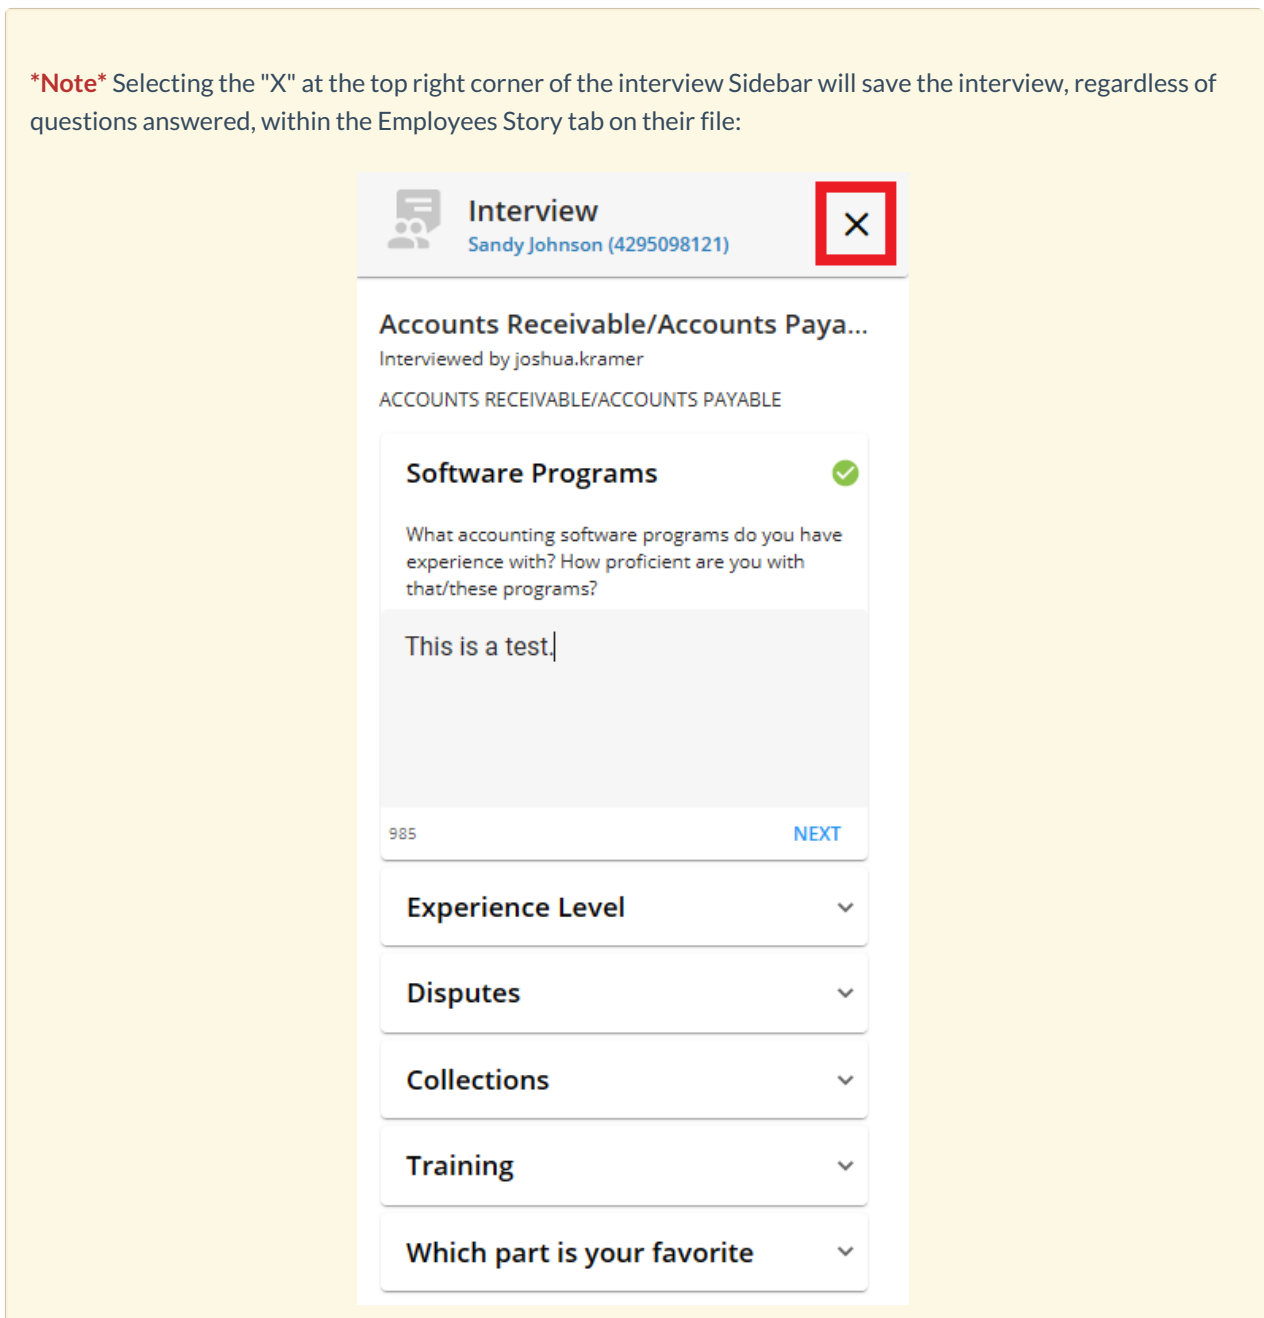 *Note* Selecting the "X" at the top right corner of the interview Sidebar will save the interview, regardless of
questions answered, within the Employees Story tab on their file:
Interview
Sandy Johnson (4295098121)
Accounts Receivable/Accounts Paya...
Interviewed by joshua.kramer
ACCOUNTS RECEIVABLE/ACCOUNTS PAYABLE
Software Programs
What accounting software programs do you have
experience with? How proficient are you with
that/these programs?
This is a test.
985 NEXT
Experience Level
Disputes
Collections
Training
Which part is your favorite